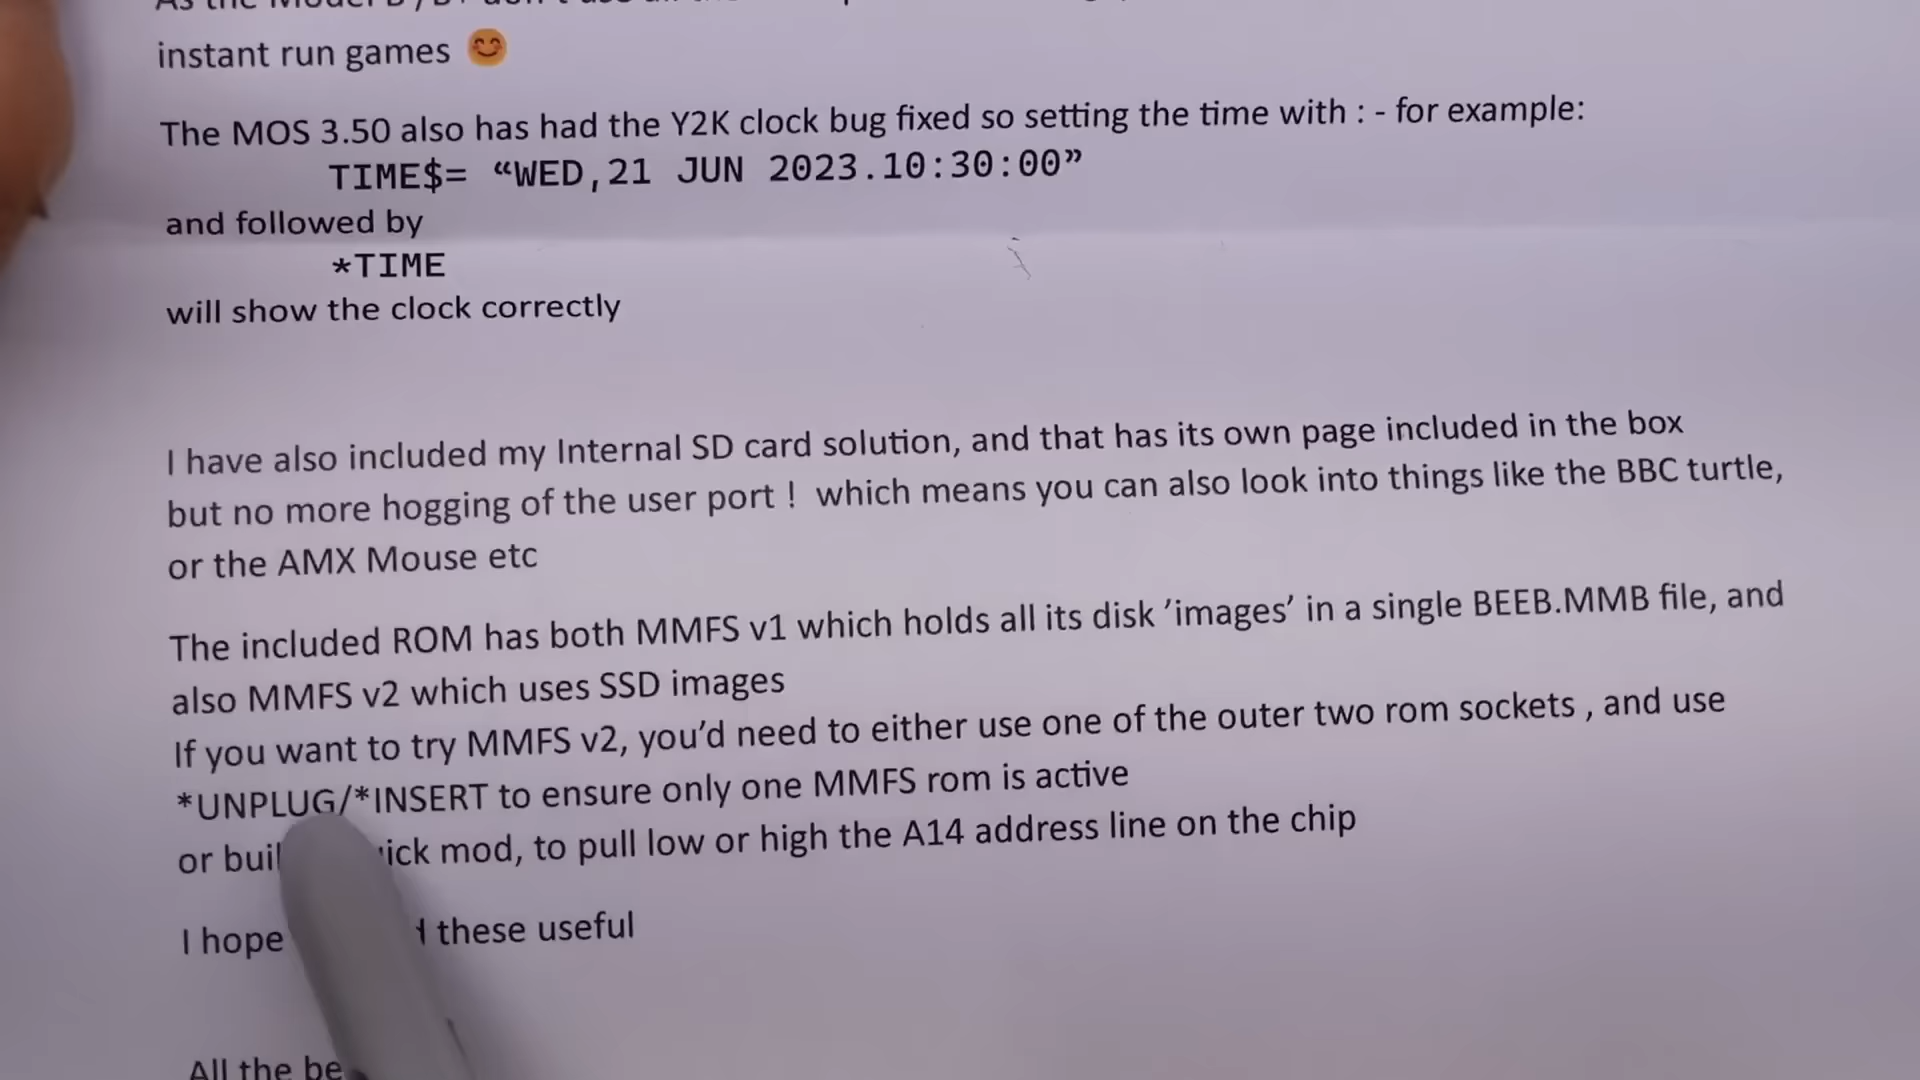 instant run games 😊
The MOS 3.50 also has had the Y2K clock bug fixed so setting the time with : - for example:
TIME$= “WED,21 JUN 2023.10:30:00”
and followed by
*TIME
will show the clock correctly
I have also included my Internal SD card solution, and that has its own page included in the box
but no more hogging of the user port ! which means you can also look into things like the BBC turtle,
or the AMX Mouse etc
The included ROM has both MMFS v1 which holds all its disk ’images’ in a single BEEB.MMB file, and
also MMFS v2 which uses SSD images
If you want to try MMFS v2, you’d need to either use one of the outer two rom sockets , and use
*UNPLUG/*INSERT to ensure only one MMFS rom is active
or mod, to pull low or high the A14 address line on the chip
I hope these useful
All the